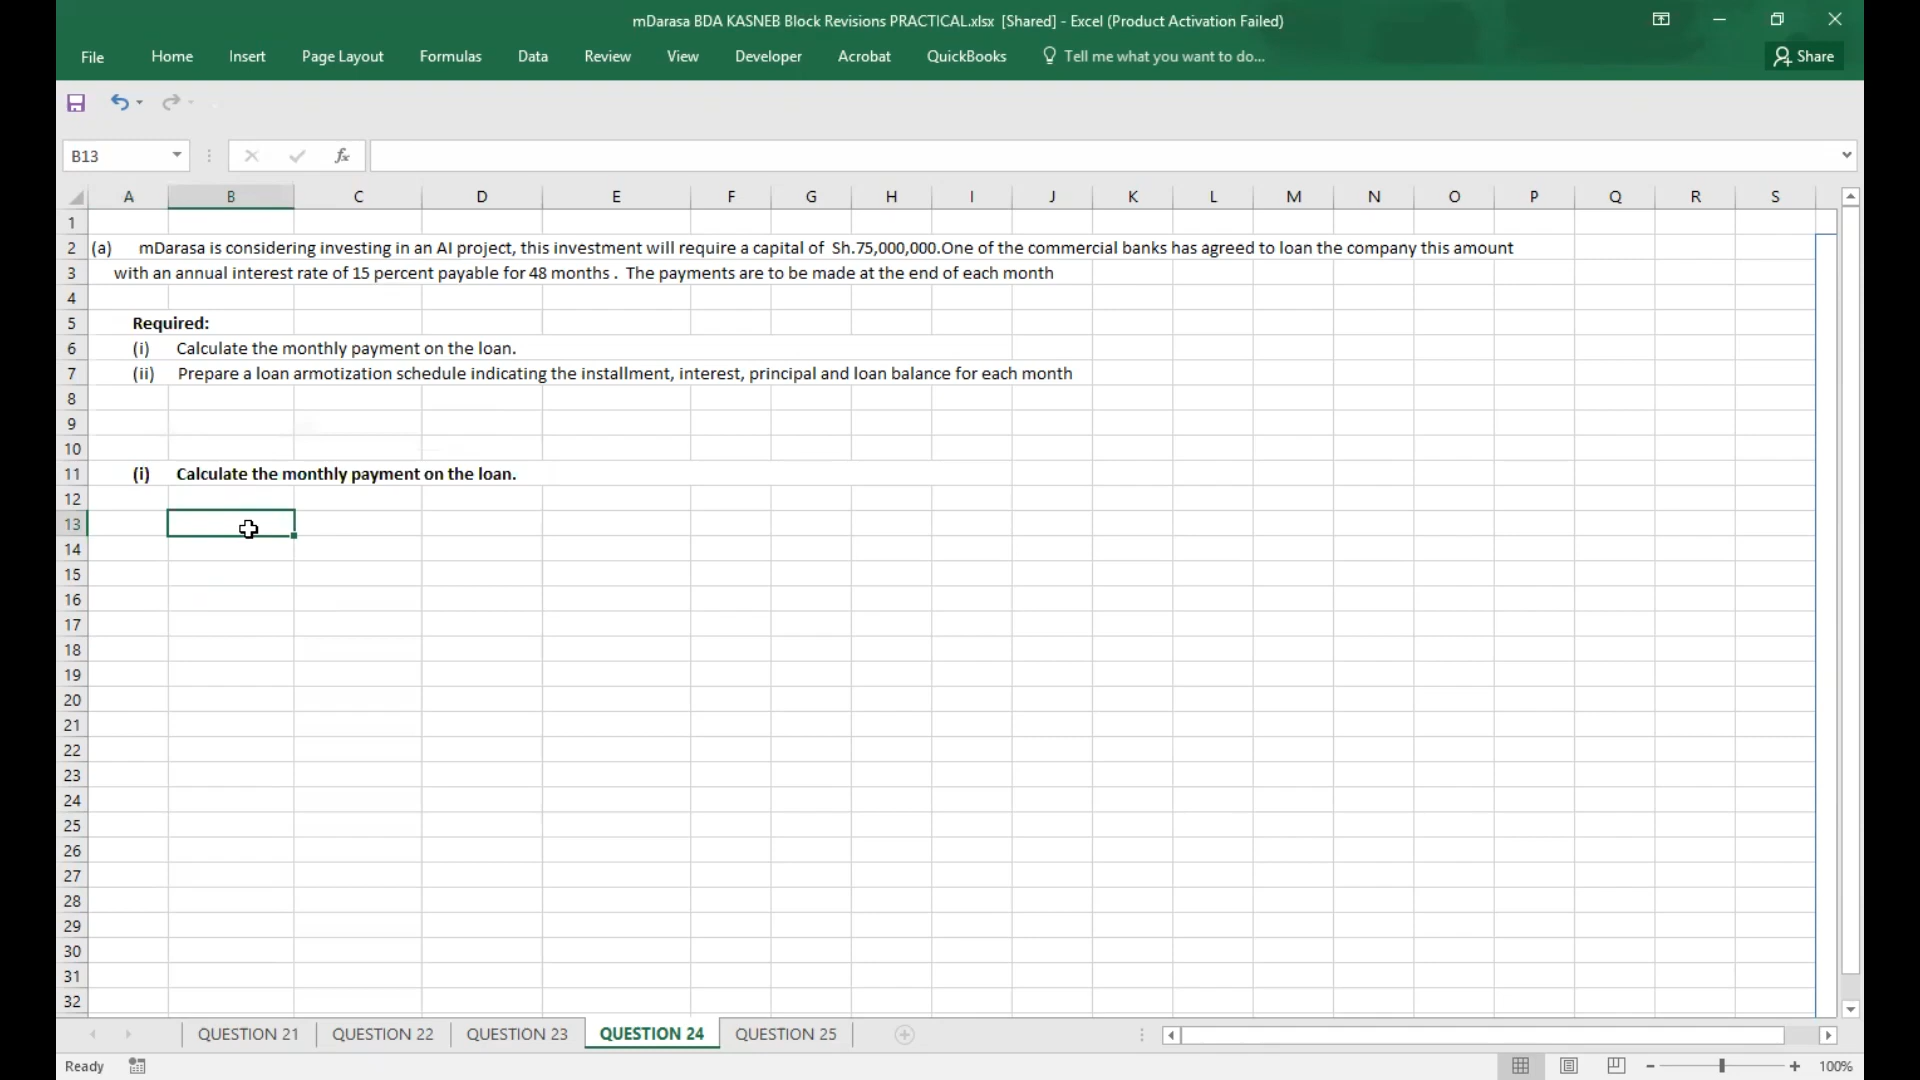 mDarasa BDA KASNEB Block Revisions PRACTICAL.xlsx [Shared] - Excel (Product Activation Failed)
File Home Insert Page Layout Formulas Data Review View Developer Acrobat QuickBooks Tell me what you want to do... Share
B13 fx
A B C D E F G H I J K L M N O P Q R S
1
2 (a) mDarasa is considering investing in an AI project, this investment will require a capital of Sh.75,000,000.One of the commercial banks has agreed to loan the company this amount
3 with an annual interest rate of 15 percent payable for 48 months . The payments are to be made at the end of each month
4
5 Required:
6 (i) Calculate the monthly payment on the loan.
7 (ii) Prepare a loan armotization schedule indicating the installment, interest, principal and loan balance for each month
8
9
10
11 (i) Calculate the monthly payment on the loan.
12
13
14
15
16
17
18
19
20
21
22
23
24
25
26
27
28
29
30
31
32
QUESTION 21 QUESTION 22 QUESTION 23 QUESTION 24 QUESTION 25
Ready 100%